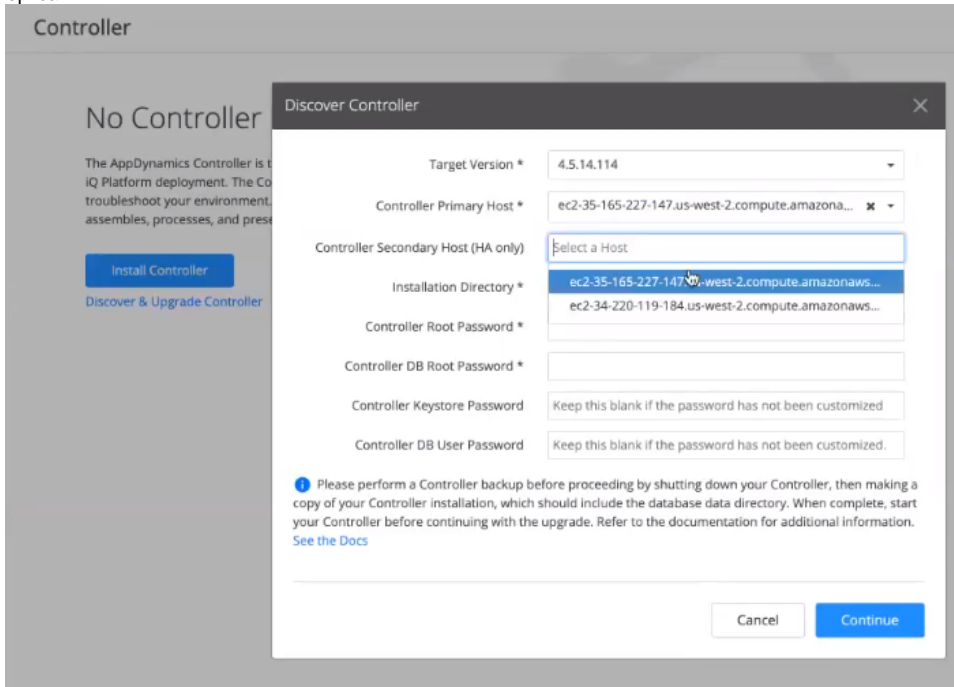 Controller
No Controller
The AppDynamics Controller is t
iQ Platform deployment. The Co
troubleshoot your environment.
assembles, processes, and prese
Install Controller
Discover & Upgrade Controller
Discover Controller
Target Version *
4.5.14.114
Controller Primary Host *
ec2-35-165-227-147.us-west-2.compute.amazona...
Controller Secondary Host (HA only)
Select a Host
ec2-35-165-227-147.us-west-2.compute.amazonaws...
ec2-34-220-119-184.us-west-2.compute.amazonaws...
Installation Directory *
Controller Root Password *
Controller DB Root Password *
Controller Keystore Password
Keep this blank if the password has not been customized
Controller DB User Password
Keep this blank if the password has not been customized.
Please perform a Controller backup before proceeding by shutting down your Controller, then making a
copy of your Controller installation, which should include the database data directory. When complete, start
your Controller before continuing with the upgrade. Refer to the documentation for additional information.
See the Docs
Cancel
Continue